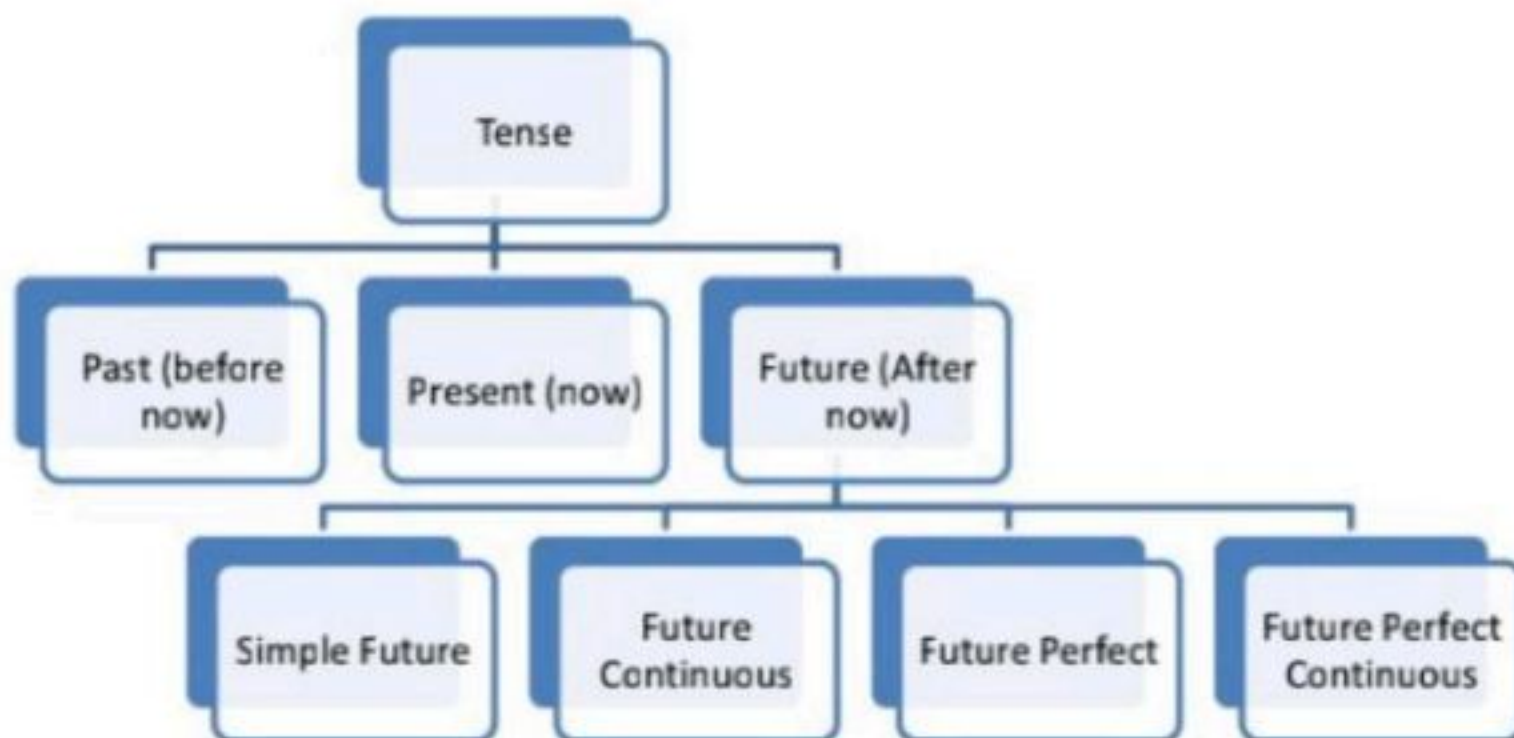 Tense
Past (before
now)
Present (now)
Future (After
now)
Simple Future
Future
Continuous
Future Perfect
Future Perfect
Continuous